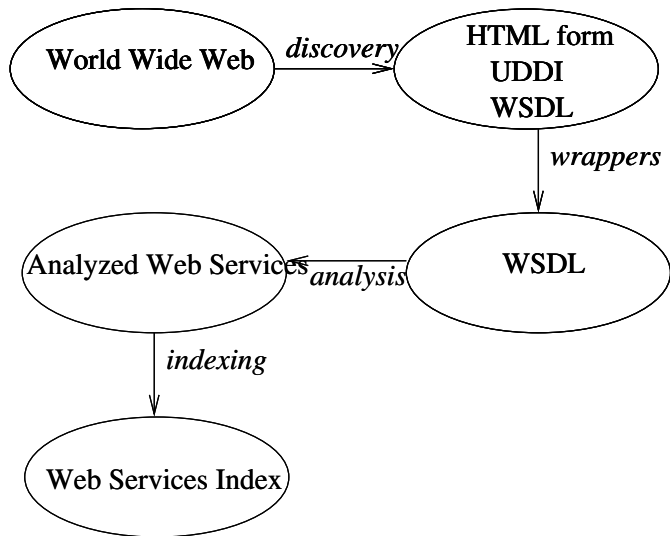 World Wide Web
discovery
HTML form
UDDI
WSDL
wrappers
Analyzed Web Services
analysis
WSDL
indexing
Web Services Index